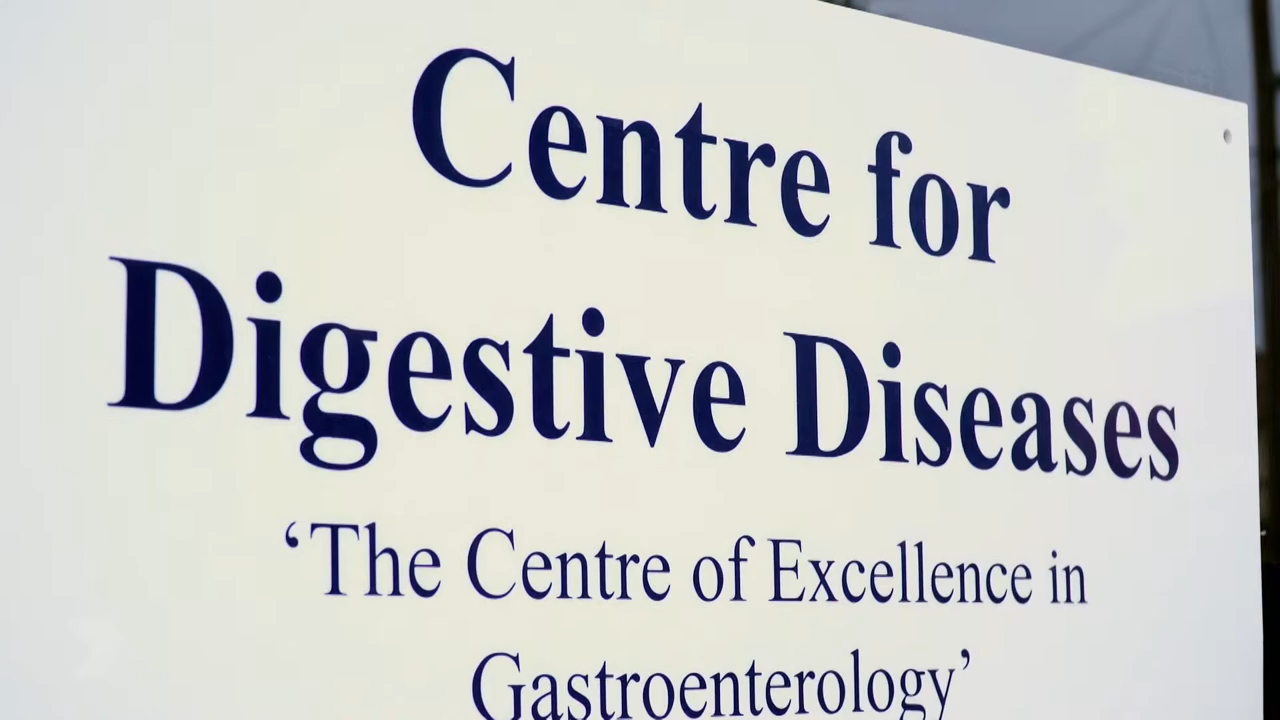 Centre for
Digestive Diseases
‘The Centre of Excellence in
Gastroenterology’